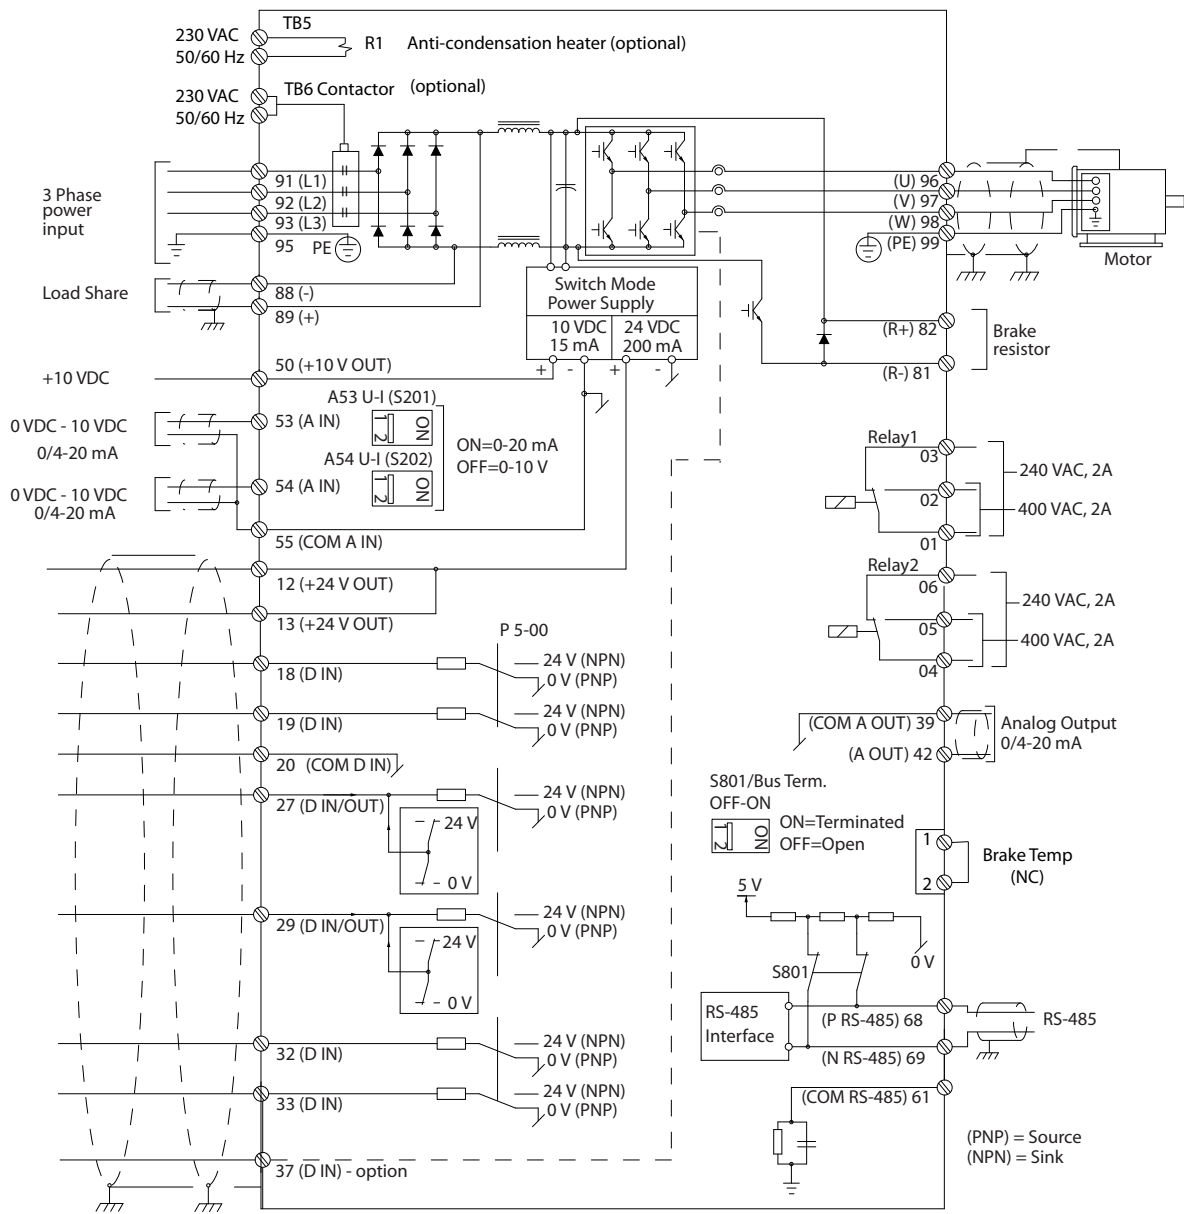 TB5
230 VAC
50/60 Hz
R1
Anti-condensation heater (optional)
TB6 Contactor
(optional)
230 VAC
50/60 Hz
3 Phase
power
input
91 (L1)
92 (L2)
93 (L3)
95
PE
(U) 96
(V) 97
(W) 98
(PE) 99
Motor
Load Share
88 (-)
89 (+)
Switch Mode
Power Supply
10 VDC
15 mA
24 VDC
200 mA
+ - + -
(R+) 82
(R-) 81
Brake
resistor
+10 VDC
50 (+10 V OUT)
0 VDC - 10 VDC
0/4-20 mA
53 (A IN)
A53 U-I (S201)
1 2
ON
A54 U-I (S202)
1 2
ON
ON=0-20 mA
OFF=0-10 V
0 VDC - 10 VDC
0/4-20 mA
54 (A IN)
55 (COM A IN)
Relay1
03
02
01
240 VAC, 2A
400 VAC, 2A
12 (+24 V OUT)
13 (+24 V OUT)
Relay2
06
05
04
240 VAC, 2A
400 VAC, 2A
P 5-00
18 (D IN)
24 V (NPN)
0 V (PNP)
19 (D IN)
24 V (NPN)
0 V (PNP)
20 (COM D IN)
27 (D IN/OUT)
24 V (NPN)
0 V (PNP)
24 V
0 V
29 (D IN/OUT)
24 V (NPN)
0 V (PNP)
24 V
0 V
32 (D IN)
24 V (NPN)
0 V (PNP)
33 (D IN)
24 V (NPN)
0 V (PNP)
37 (D IN) - option
(COM A OUT) 39
(A OUT) 42
Analog Output
0/4-20 mA
S801/Bus Term.
OFF-ON
1 2
ON
ON=Terminated
OFF=Open
1
2
Brake Temp
(NC)
5 V
S801
0 V
RS-485
Interface
(P RS-485) 68
(N RS-485) 69
RS-485
(COM RS-485) 61
(PNP) = Source
(NPN) = Sink